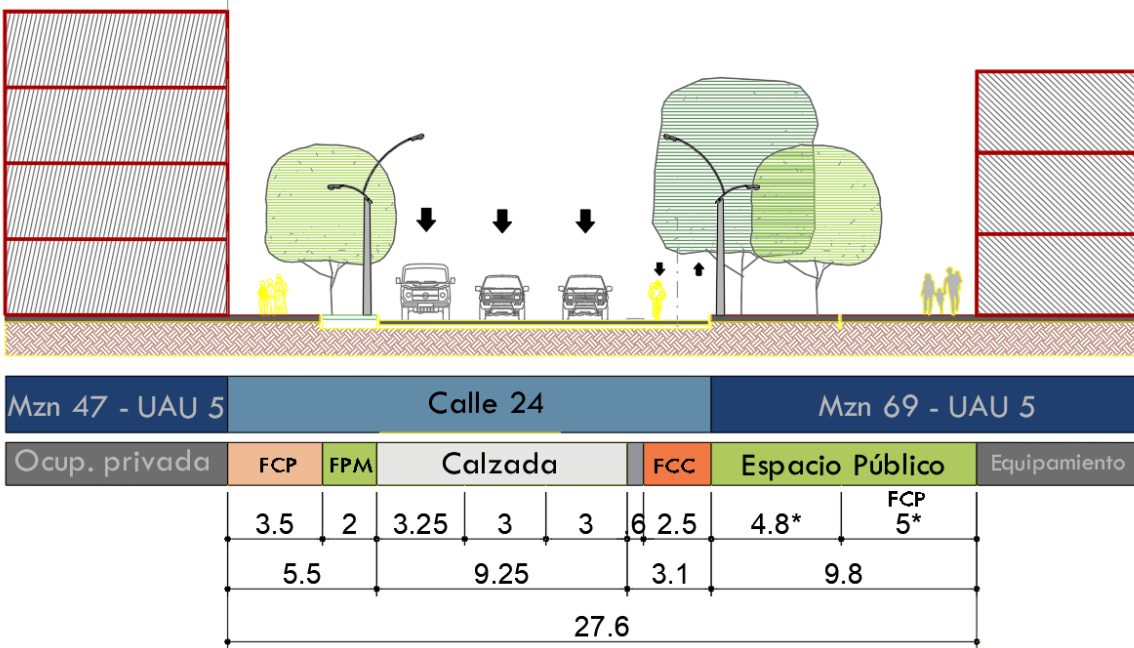 Mzn 47 - UAU 5 Calle 24 Mzn 69 - UAU 5
Ocup. privada FCP FPM Calzada FCC Espacio Público Equipamiento
FCP
3.5 2 3.25 3 3 .6 2.5 4.8* 5*
5.5 9.25 3.1 9.8
27.6